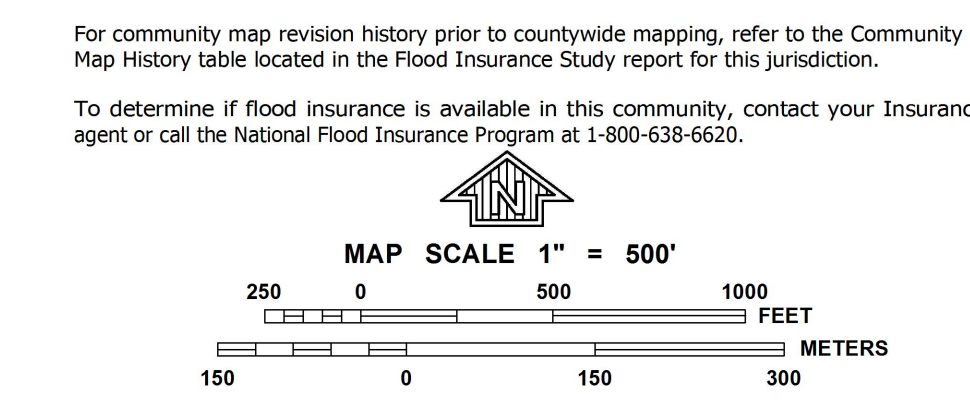 For community map revision history prior to countywide mapping, refer to the Community
Map History table located in the Flood Insurance Study report for this jurisdiction.
To determine if flood insurance is available in this community, contact your Insuranc
agent or call the National Flood Insurance Program at 1-800-638-6620.
N
MAP SCALE 1" = 500'
250 0 500 1000
FEET
METERS
150 0 150 300